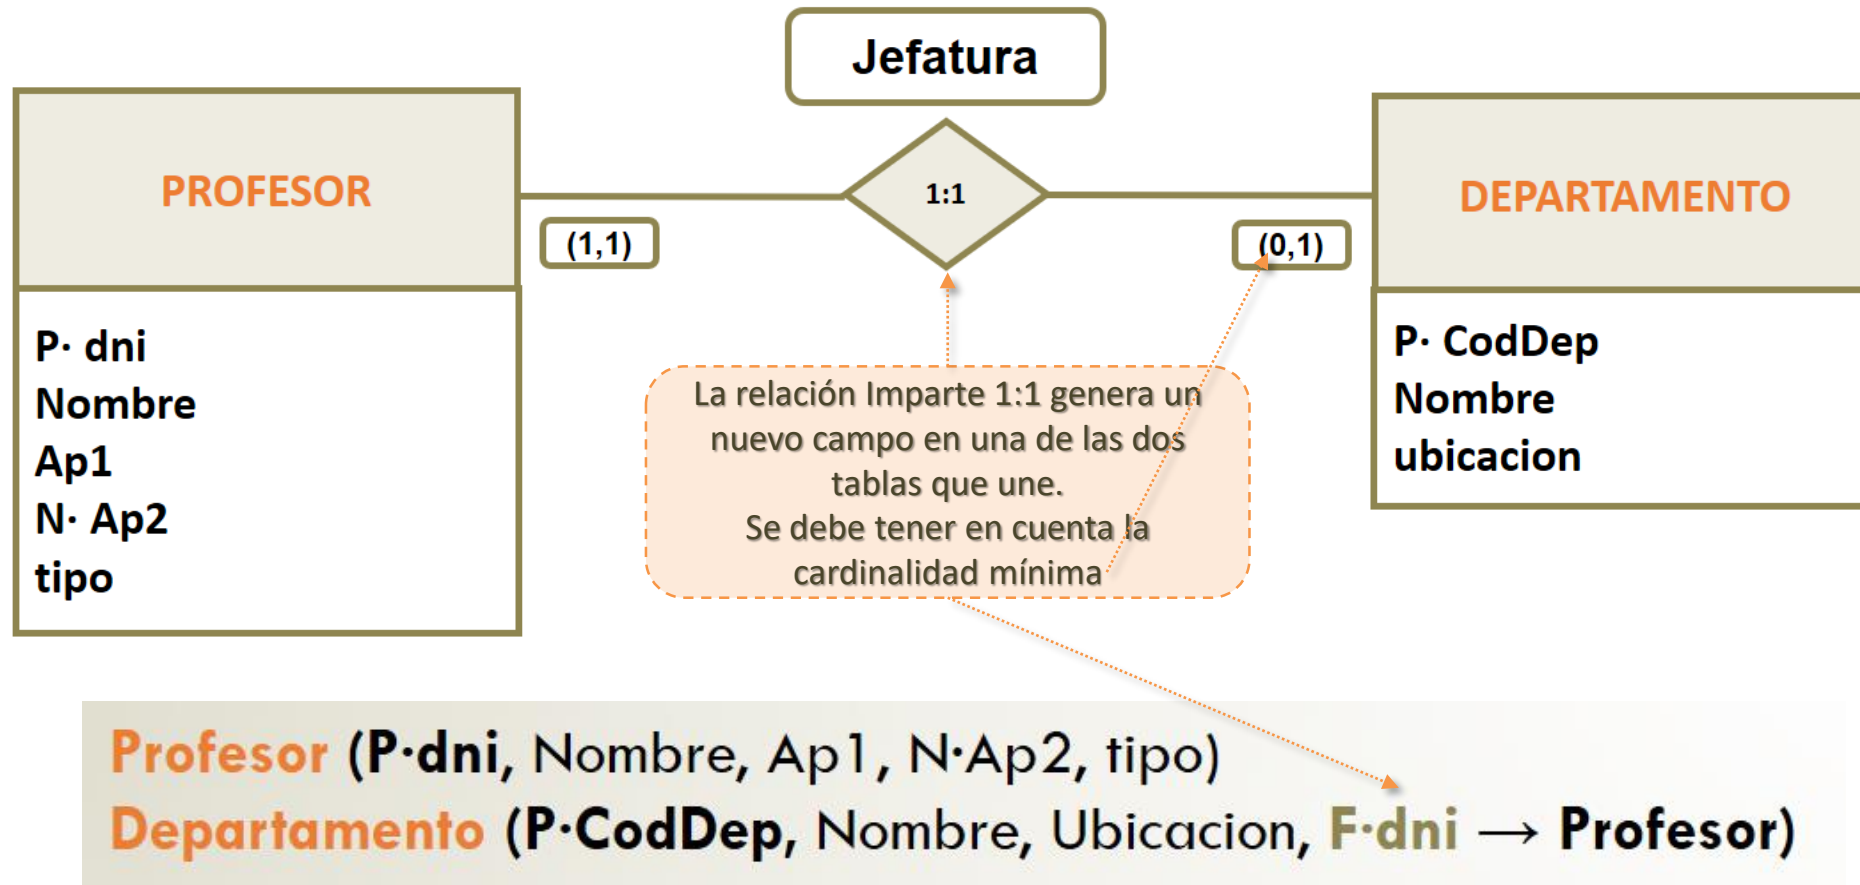 Jefatura
PROFESOR
1:1
DEPARTAMENTO
(1,1)
(0,1)
P· dni
Nombre
Ap1
N· Ap2
tipo
La relación Imparte 1:1 genera un
nuevo campo en una de las dos
tablas que une.
Se debe tener en cuenta la
cardinalidad mínima
P· CodDep
Nombre
ubicacion
Profesor (P·dni, Nombre, Ap1, N·Ap2, tipo)
Departamento (P·CodDep, Nombre, Ubicacion, F·dni → Profesor)